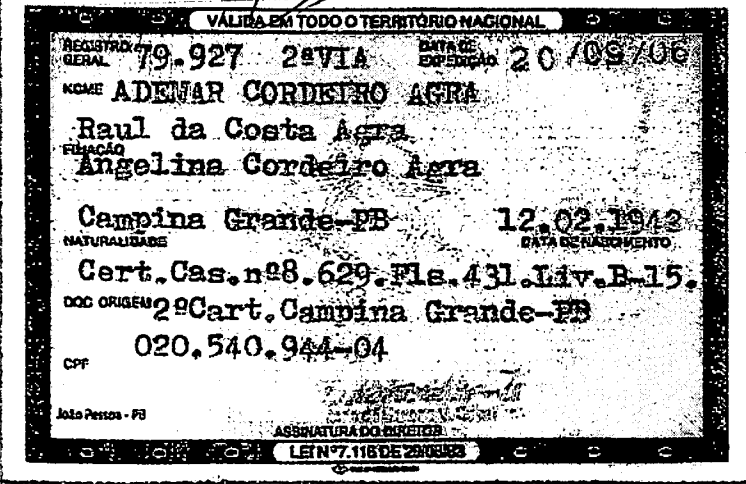 VÁLIDA EM TODO O TERRITÓRIO NACIONAL
REGISTRO GERAL 79.927 2ªVIA DATA DE EXPEDIÇÃO 20/09/06
NOME ADEMAR CORDEIRO AGRA
Raul da Costa Agra
FILIAÇÃO
Angelina Cordeiro Agra
Campina Grande-PB 12.02.1942
NATURALIDADE DATA DE NASCIMENTO
Cert.Cas.nº8.629.Fls.431.Liv.B-15.
DOC ORIGEM 2ºCart.Campina Grande-PB
020.540.944-04
CPF
João Pessoa - PB
ASSINATURA DO DIRETOR
LEI Nº7.116 DE 29/08/83